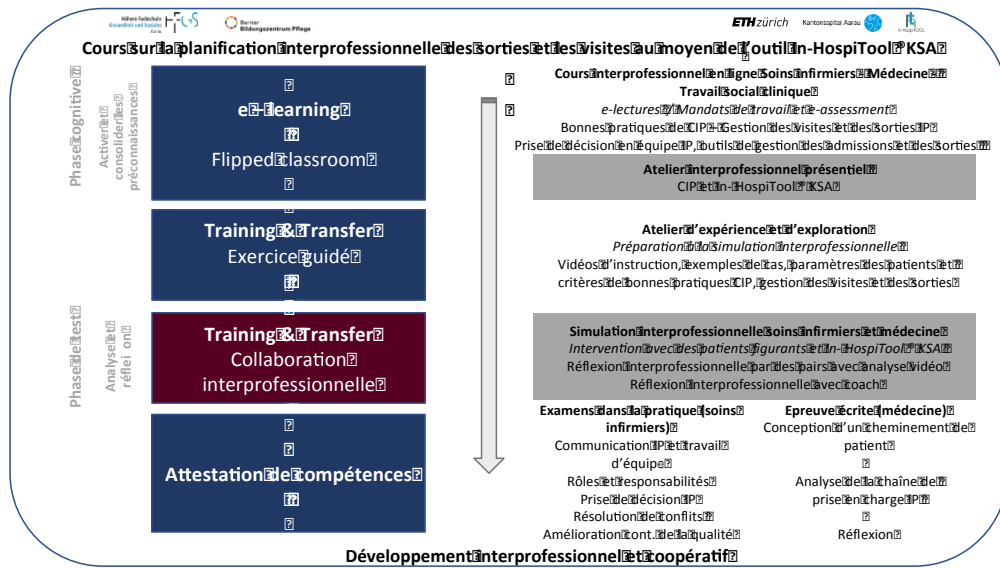 Höhere Fachschule
Gesundheit und Soziales
Aarau
HFGS
Berner
Bildungszentrum Pflege
ETH zürich
Kantonsspital Aarau
In-HospiTOOL
Cours sur la planification interprofessionnelle des sorties et les visites au moyen de l'outil In-HospiTool® KSA
Phase cognitive
Activer et
consolider les
préconnaissances
e – learning
Flipped classroom
Cours interprofessionnel en ligne Soins infirmiers – Médecine –
Travail social clinique
e-lectures / Mandats de travail et e-assessment
Bonnes pratiques de CIP – Gestion des visites et des sorties IP
Prise de décision en équipe IP, outils de gestion des admissions et des sorties
Atelier interprofessionnel présentiel
CIP et In- HospiTool® KSA
Training & Transfer
Exercice guidé
Atelier d'expérience et d'exploration
Préparation à la simulation interprofessionnelle
Vidéos d'instruction, exemples de cas, paramètres des patients et
critères de bonnes pratiques CIP, gestion des visites et des sorties
Phase de test
Analyse et
réflei on
Training & Transfer
Collaboration
interprofessionnelle
Simulation interprofessionnelle soins infirmiers et médecine
Intervention avec des patients figurants et In- HospiTool® KSA
Réflexion interprofessionnelle par des pairs avec analyse vidéo
Réflexion interprofessionnelle avec coach
Attestation de compétences
Examens dans la pratique (soins
infirmiers)
Communication IP et travail
d'équipe
Rôles et responsabilités
Prise de décision IP
Résolution de conflits
Amélioration cont. de la qualité
Epreuve écrite (médecine)
Conception d'un cheminement de
patient
Analyse de la chaîne de
prise en charge IP
Réflexion
Développement interprofessionnel et coopératif